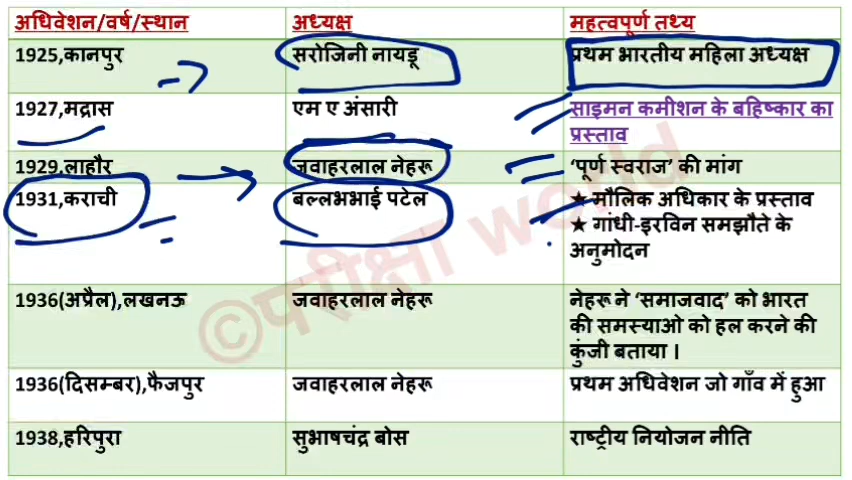 अधिवेशन/वर्ष/स्थान अध्यक्ष महत्वपूर्ण तथ्य
1925,कानपुर सरोजिनी नायडू प्रथम भारतीय महिला अध्यक्ष
1927,मद्रास एम ए अंसारी साइमन कमीशन के बहिष्कार का
प्रस्ताव
1929,लाहौर जवाहरलाल नेहरू ‘पूर्ण स्वराज’ की मांग
1931,कराची बल्लभभाई पटेल ★ मौलिक अधिकार के प्रस्ताव
★ गांधी-इरविन समझौते के
अनुमोदन
1936(अप्रैल),लखनऊ जवाहरलाल नेहरू नेहरू ने ‘समाजवाद’ को भारत
की समस्याओ को हल करने की
कुंजी बताया ।
1936(दिसम्बर),फैजपुर जवाहरलाल नेहरू प्रथम अधिवेशन जो गाँव में हुआ
1938,हरिपुरा सुभाषचंद्र बोस राष्ट्रीय नियोजन नीति
©परीक्षा world